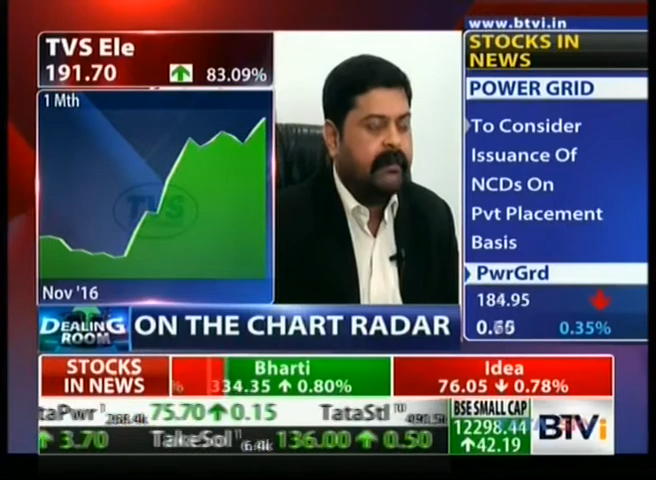 www.btvi.in
TVS Ele
191.70 83.09%
1 Mth
TVS
Nov '16
STOCKS IN
NEWS
POWER GRID
To Consider
Issuance Of
NCDs On
Pvt Placement
Basis
PwrGrd
184.95
0.35%
DEALING
ROOM
ON THE CHART RADAR
STOCKS
IN NEWS
Bharti
334.35 0.80%
Idea
76.05 0.78%
taPwr 75.70 0.15 TataStl
3.70 TakeSol 6.4k 136.00 0.50
BSE SMALL CAP
12298.44
42.19
BTVi